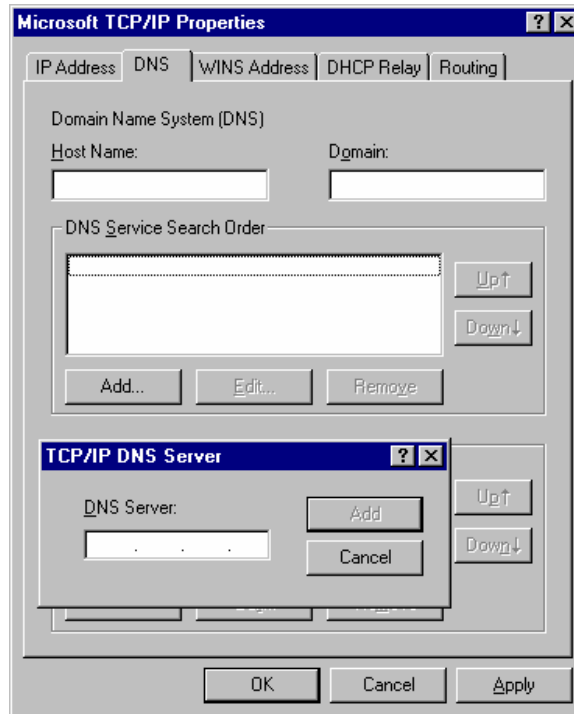 Microsoft TCP/IP Properties
IP Address DNS WINS Address DHCP Relay Routing
Domain Name System (DNS)
Host Name: Domain:
DNS Service Search Order
Up↑
Down↓
Add... Edit... Remove
TCP/IP DNS Server
DNS Server:
Add
Cancel
Up↑
Down↓
OK Cancel Apply